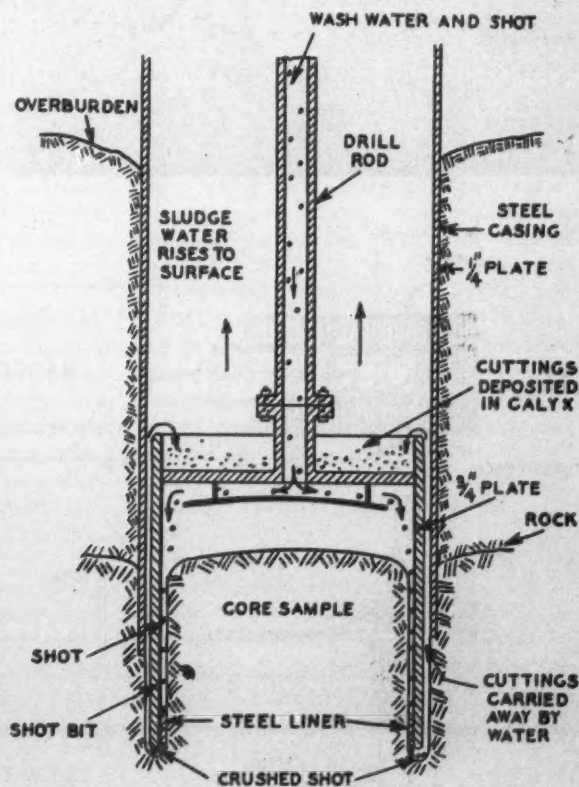 WASH WATER AND SHOT
OVERBURDEN
DRILL
ROD
SLUDGE
WATER
RISES TO
SURFACE
STEEL
CASING
1/4" PLATE
CUTTINGS
DEPOSITED
IN CALYX
3/4" PLATE
ROCK
CORE SAMPLE
SHOT
SHOT BIT
STEEL LINER
CUTTINGS
CARRIED
AWAY BY
WATER
CRUSHED SHOT